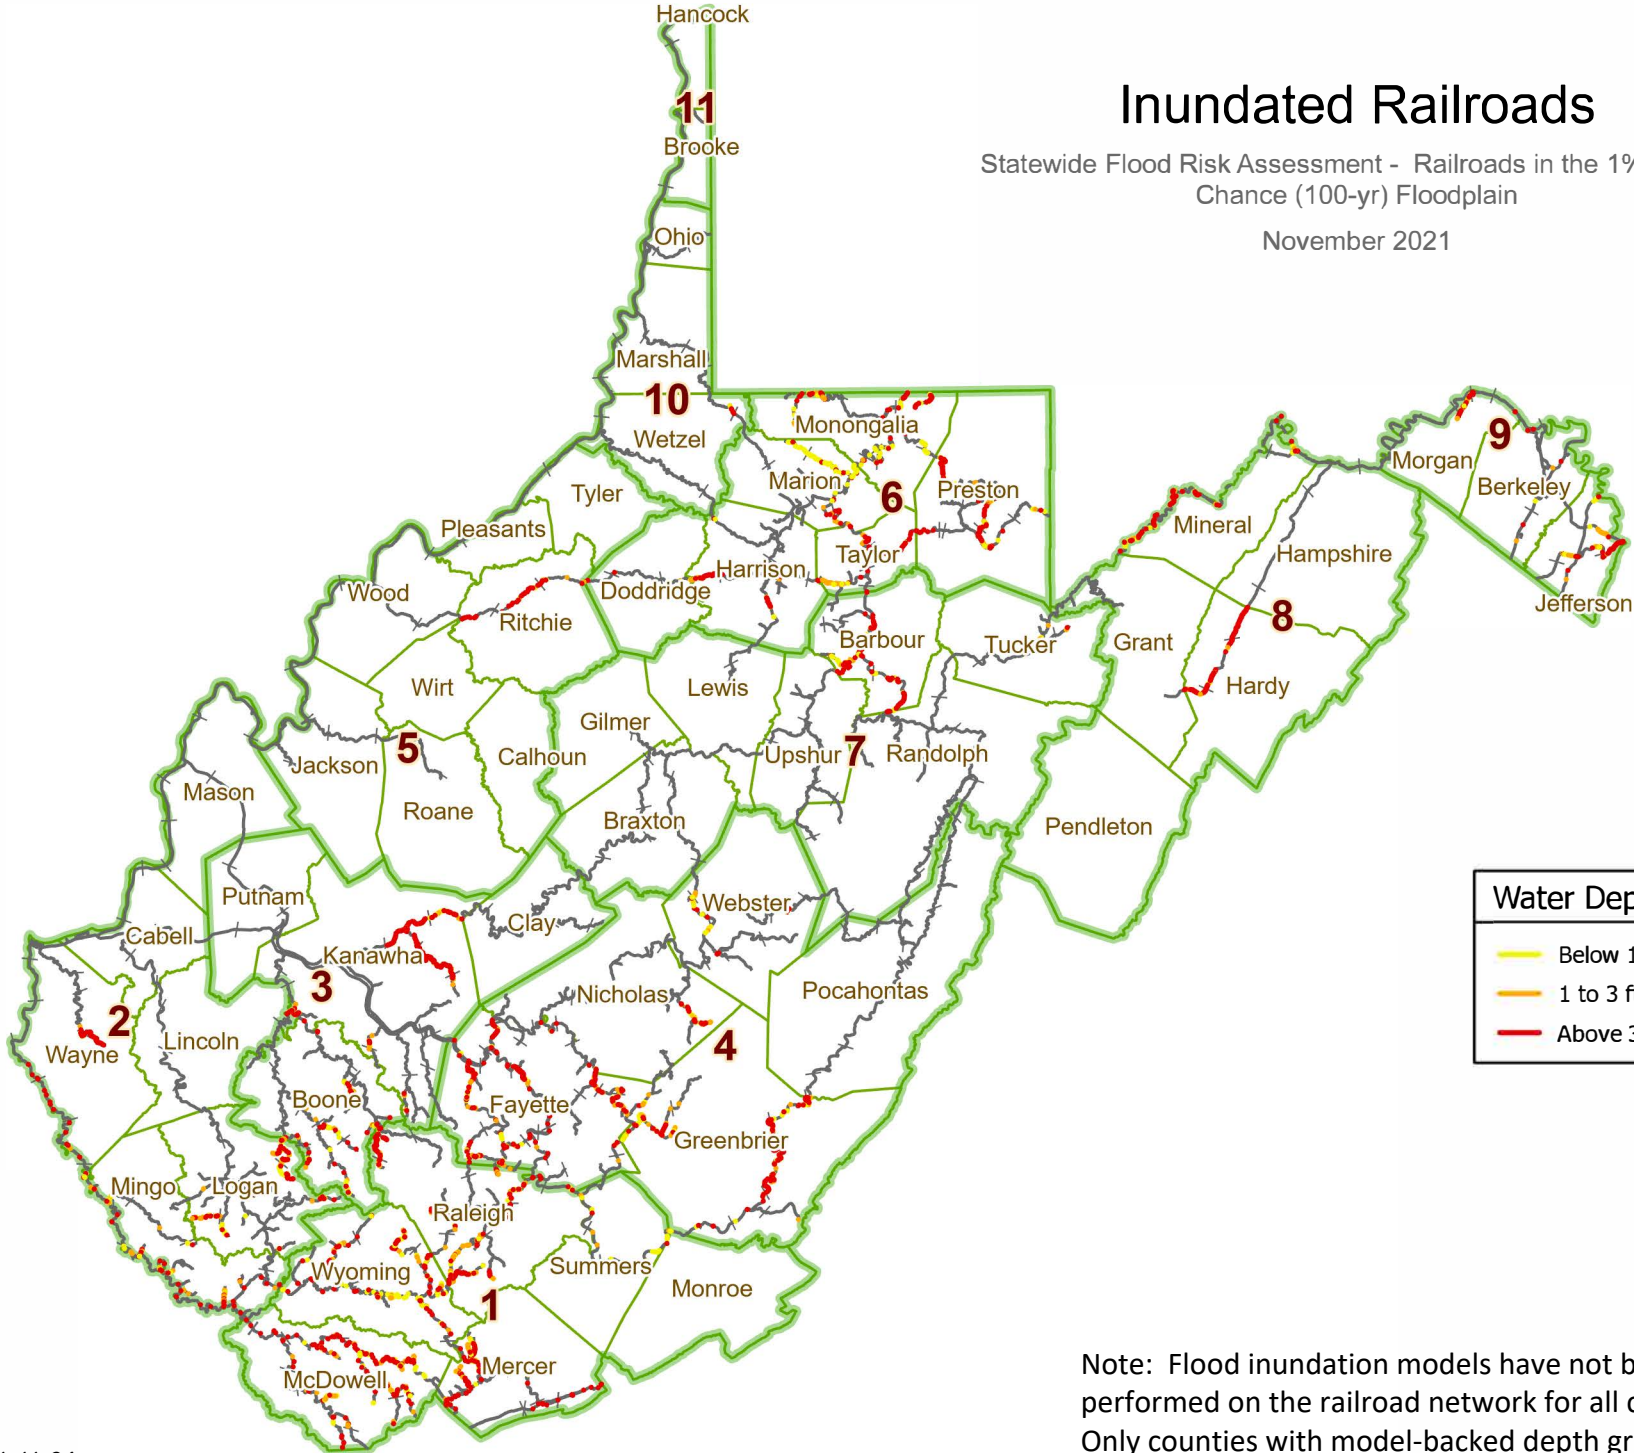 Hancock
11
Brooke
Inundated Railroads
Statewide Flood Risk Assessment - Railroads in the 1%
Chance (100-yr) Floodplain
November 2021
Ohio
Marshall
10
Wetzel
Monongalia
Marion
6
Preston
Tyler
Pleasants
Taylor
Harrison
Doddridge
Wood
Ritchie
Barbour
Tucker
Grant
Mineral
Hampshire
8
Hardy
9
Morgan
Berkeley
Jefferson
Wirt
Lewis
Gilmer
5
Jackson
Calhoun
Upshur
7
Randolph
Mason
Roane
Braxton
Pendleton
Putnam
Webster
Clay
Cabell
Kanawha
3
Nicholas
Pocahontas
2
Wayne
Lincoln
4
Boone
Fayette
Greenbrier
Mingo
Logan
Raleigh
Wyoming
Summers
Monroe
1
McDowell
Mercer
Water Dep
Below 1
1 to 3 f
Above 3
Note: Flood inundation models have not b
performed on the railroad network for all
Only counties with model-backed depth gr